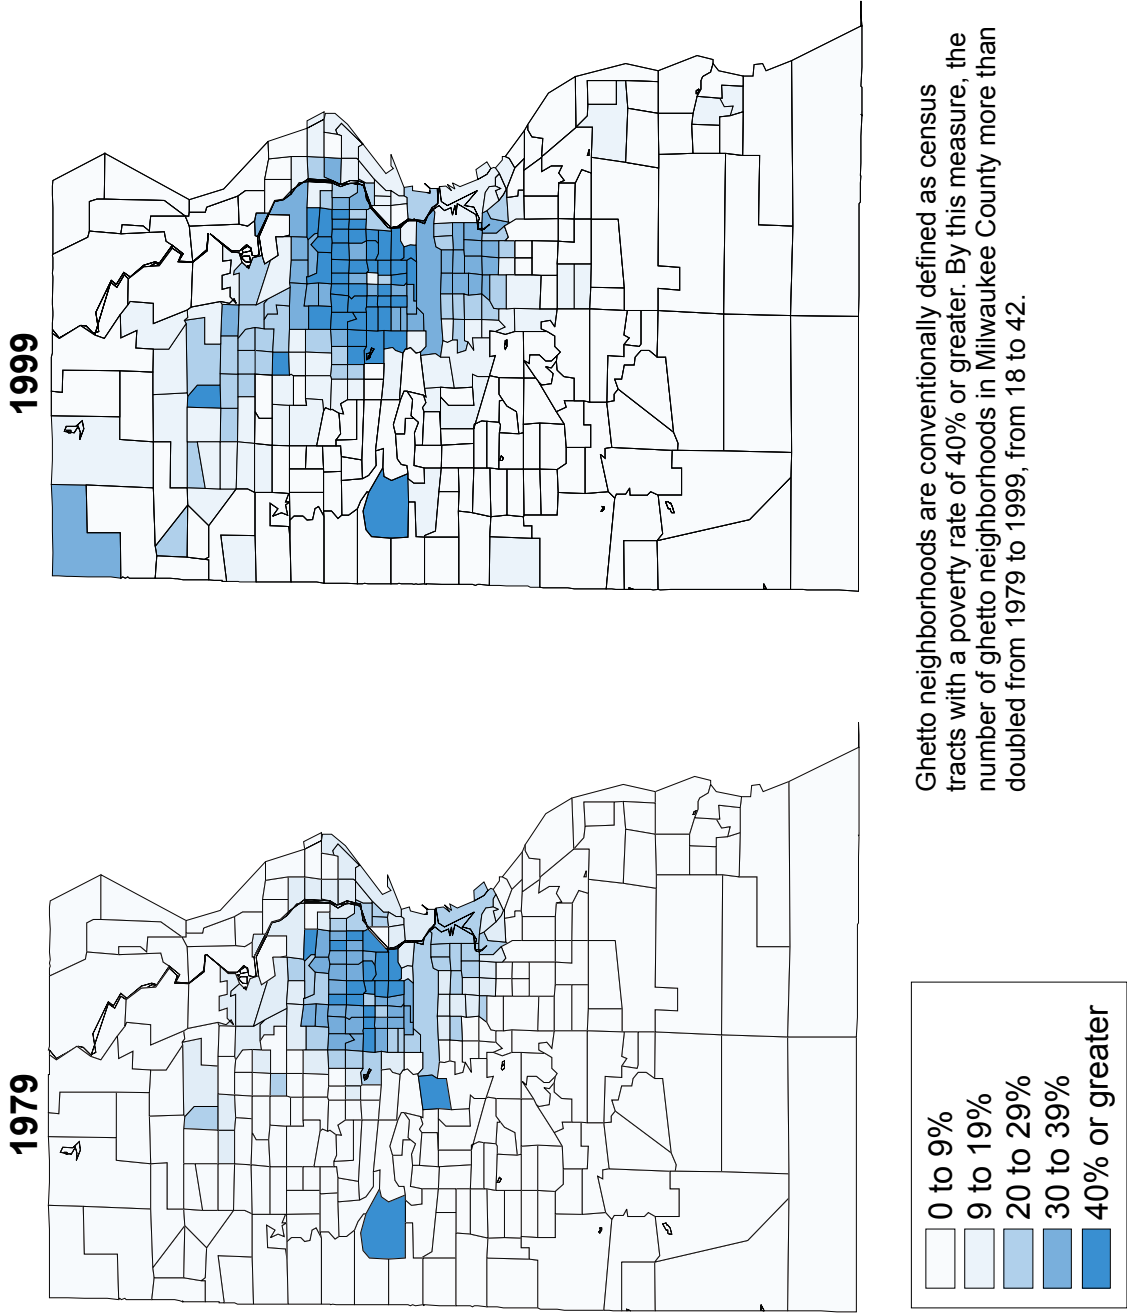 1979
1999
0 to 9%
9 to 19%
20 to 29%
30 to 39%
40% or greater
Ghetto neighborhoods are conventionally defined as census
tracts with a poverty rate of 40% or greater. By this measure, the
number of ghetto neighborhoods in Milwaukee County more than
doubled from 1979 to 1999, from 18 to 42.